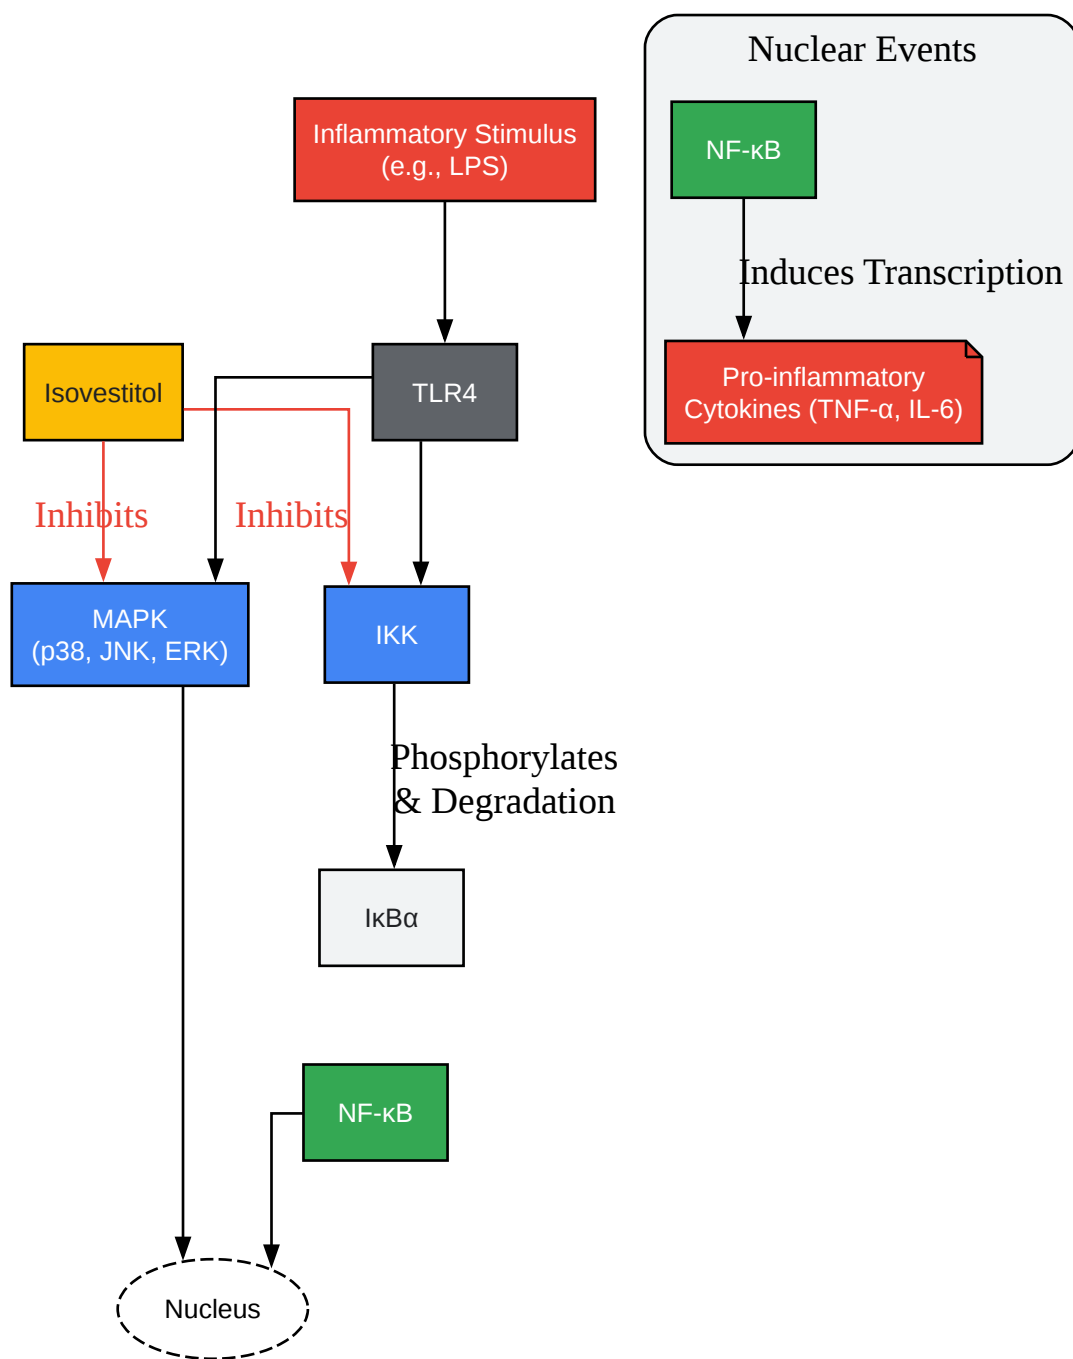 Nuclear Events
Inflammatory Stimulus
(e.g., LPS)
NF-κB
Induces Transcription
Isovestitol
TLR4
Pro-inflammatory
Cytokines (TNF-α, IL-6)
Inhibits
Inhibits
MAPK
(p38, JNK, ERK)
IKK
Phosphorylates
& Degradation
IκBα
NF-κB
Nucleus